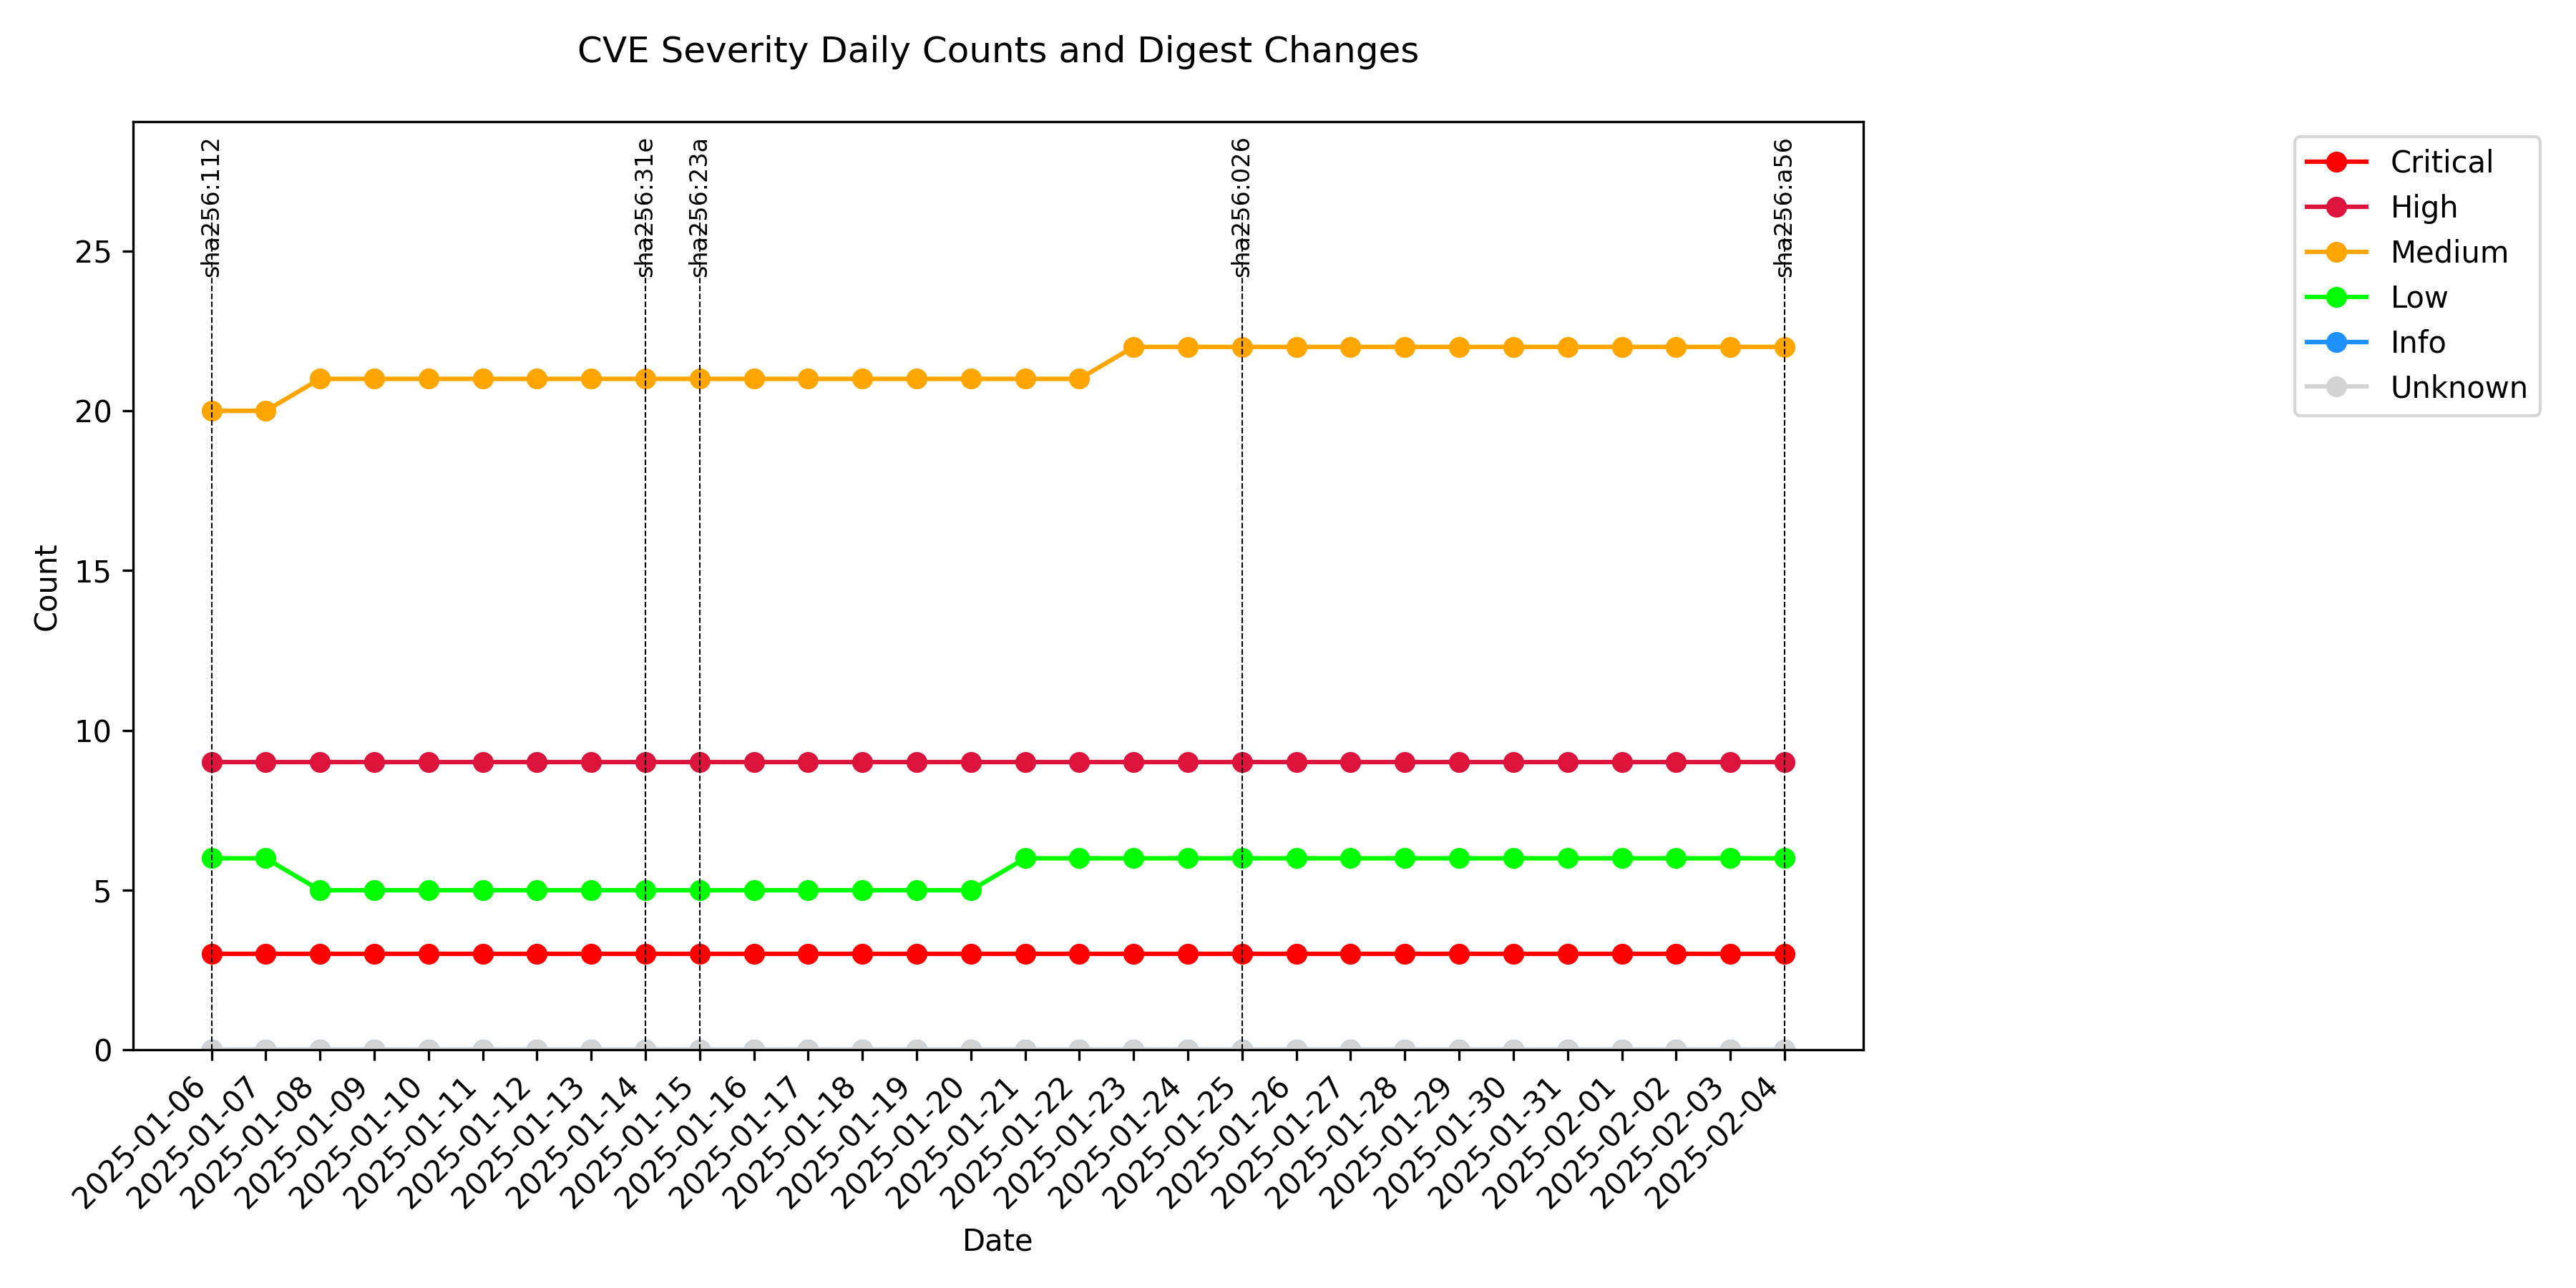 CVE Severity Daily Counts and Digest Changes
sha256:112
sha256:31e
sha256:23a
sha256:026
sha256:a56
Critical
High
Medium
Low
Info
Unknown
Count
25
20
15
10
5
0
2025-01-06
2025-01-07
2025-01-08
2025-01-09
2025-01-10
2025-01-11
2025-01-12
2025-01-13
2025-01-14
2025-01-15
2025-01-16
2025-01-17
2025-01-18
2025-01-19
2025-01-20
2025-01-21
2025-01-22
2025-01-23
2025-01-24
2025-01-25
2025-01-26
2025-01-27
2025-01-28
2025-01-29
2025-01-30
2025-01-31
2025-02-01
2025-02-02
2025-02-03
2025-02-04
Date